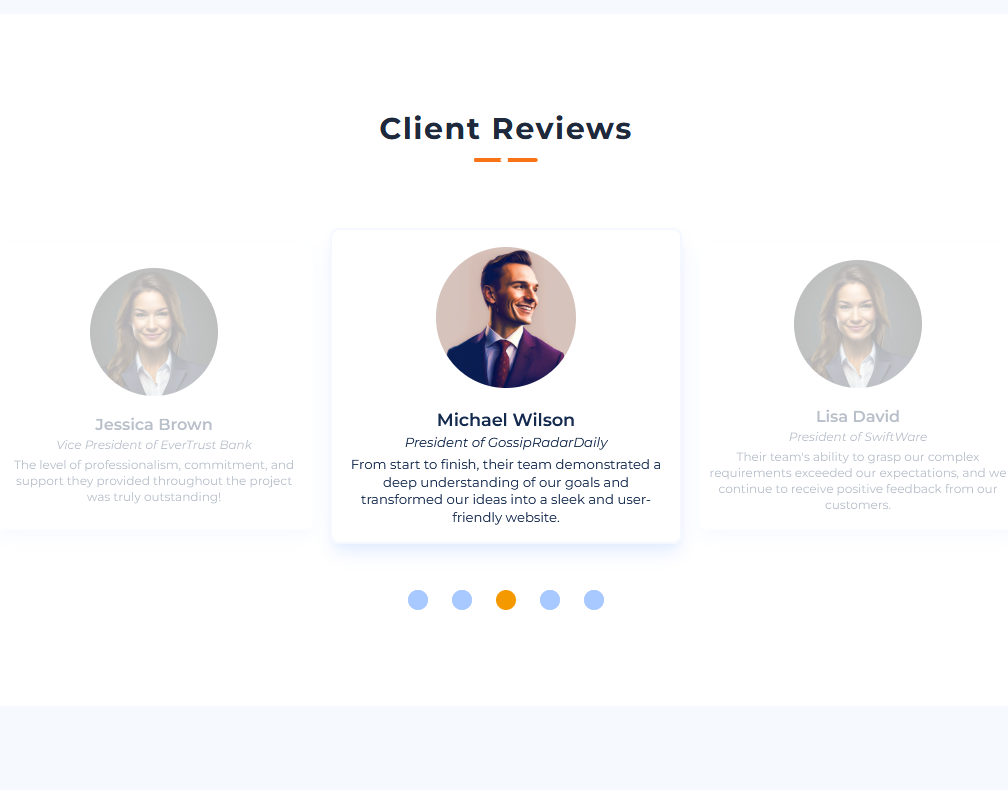 Client Reviews
Jessica Brown
Vice President of EverTrust Bank
The level of professionalism, commitment, and
support they provided throughout the project
was truly outstanding!
Michael Wilson
President of GossipRadarDaily
From start to finish, their team demonstrated a
deep understanding of our goals and
transformed our ideas into a sleek and user-
friendly website.
Lisa David
President of SwiftWare
Their team's ability to grasp our complex
requirements exceeded our expectations, and we
continue to receive positive feedback from our
customers.